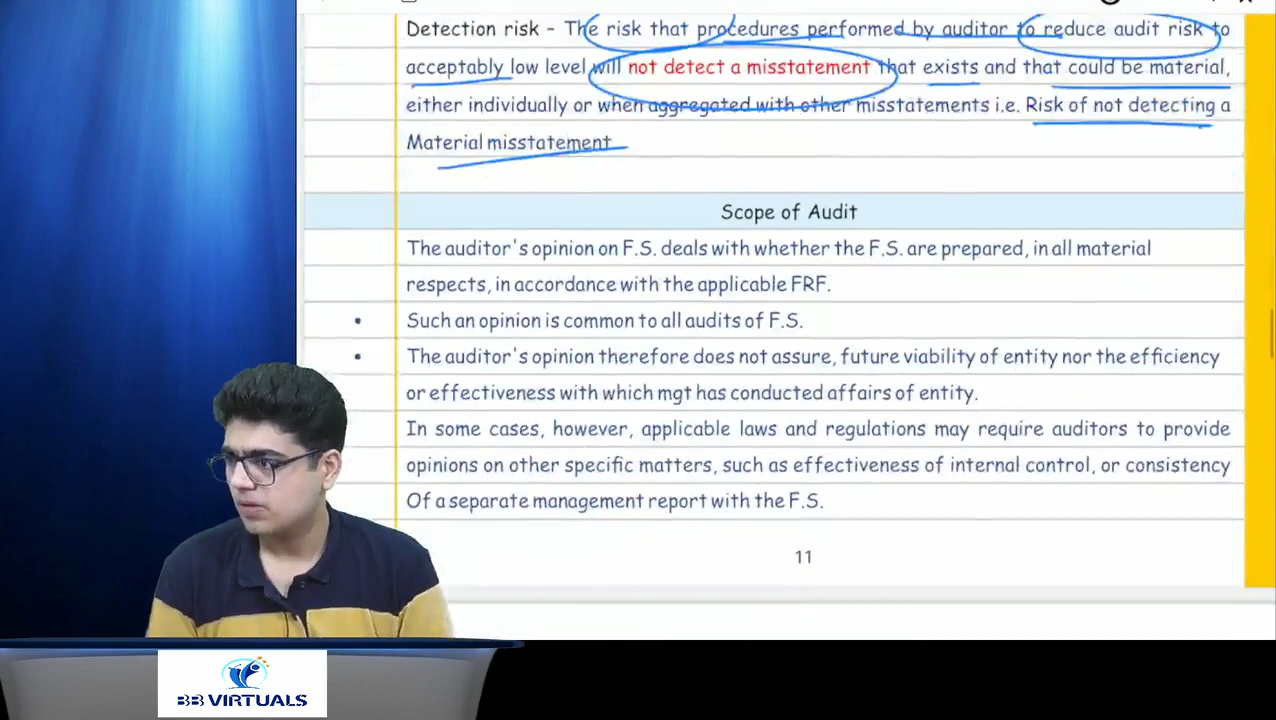 Detection risk - The risk that procedures performed by auditor to reduce audit risk to
acceptably low level will not detect a misstatement that exists and that could be material,
either individually or when aggregated with other misstatements i.e. Risk of not detecting a
Material misstatement
Scope of Audit
The auditor's opinion on F.S. deals with whether the F.S. are prepared, in all material
respects, in accordance with the applicable FRF.
• Such an opinion is common to all audits of F.S.
• The auditor's opinion therefore does not assure, future viability of entity nor the efficiency
or effectiveness with which mgt has conducted affairs of entity.
In some cases, however, applicable laws and regulations may require auditors to provide
opinions on other specific matters, such as effectiveness of internal control, or consistency
Of a separate management report with the F.S.
11
BB VIRTUALS